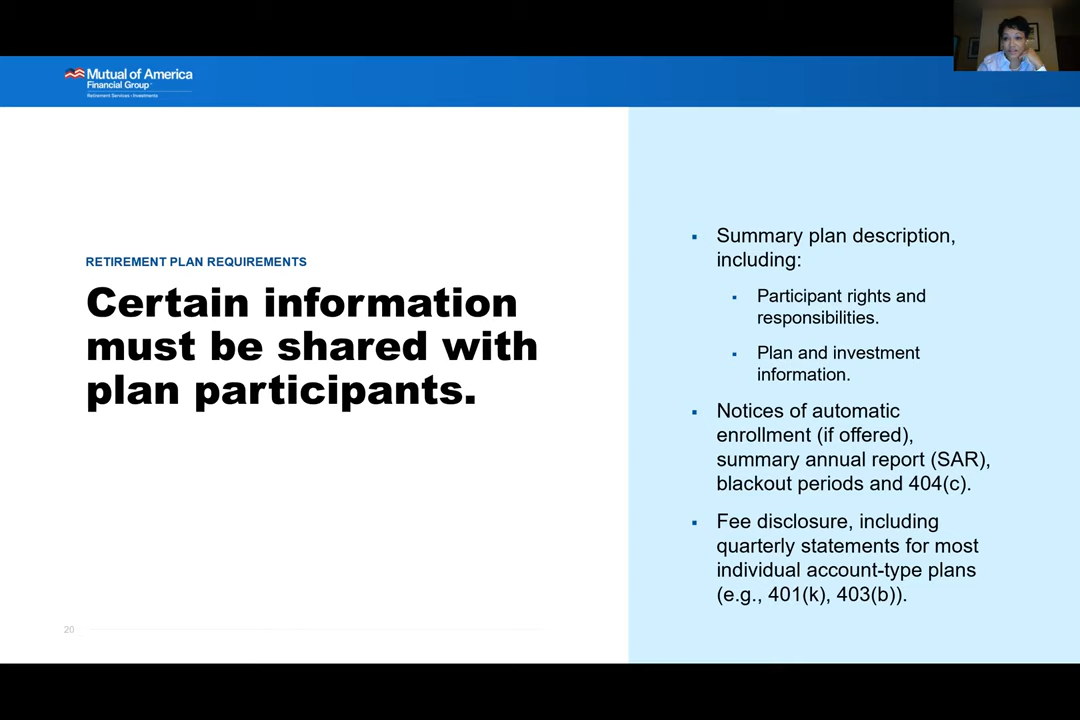 Mutual of America
Financial Group
Retirement Services • Investments
RETIREMENT PLAN REQUIREMENTS
Certain information
must be shared with
plan participants.
Summary plan description,
including:
Participant rights and
responsibilities.
Plan and investment
information.
Notices of automatic
enrollment (if offered),
summary annual report (SAR),
blackout periods and 404(c).
Fee disclosure, including
quarterly statements for most
individual account-type plans
(e.g., 401(k), 403(b)).
20